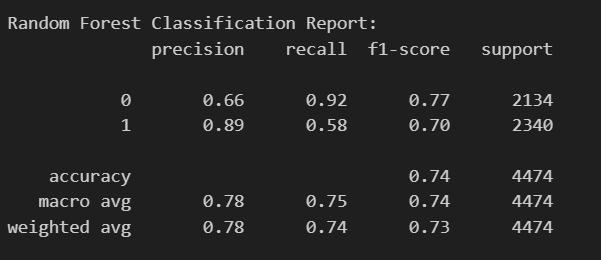 Random Forest Classification Report:
precision recall f1-score support
0 0.66 0.92 0.77 2134
1 0.89 0.58 0.70 2340
accuracy 0.74 4474
macro avg 0.78 0.75 0.74 4474
weighted avg 0.78 0.74 0.73 4474